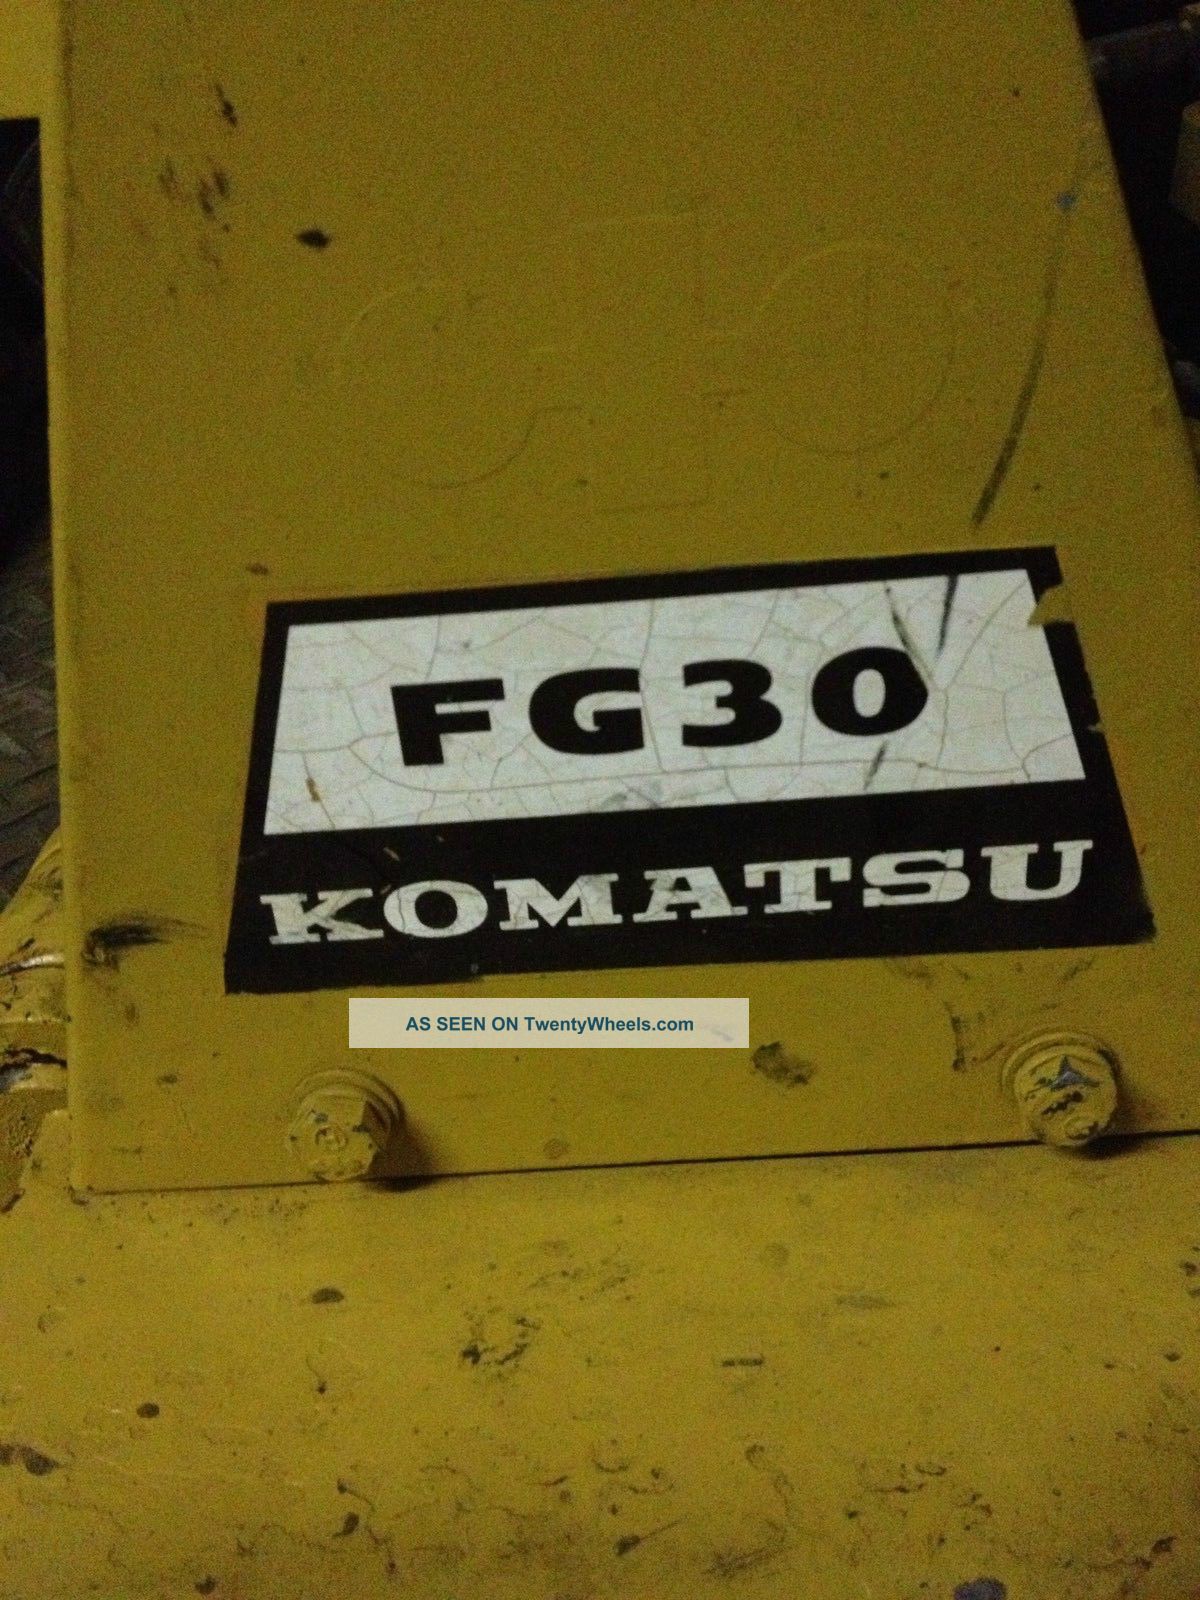 FG30
KOMATSU
AS SEEN ON TwentyWheels.com